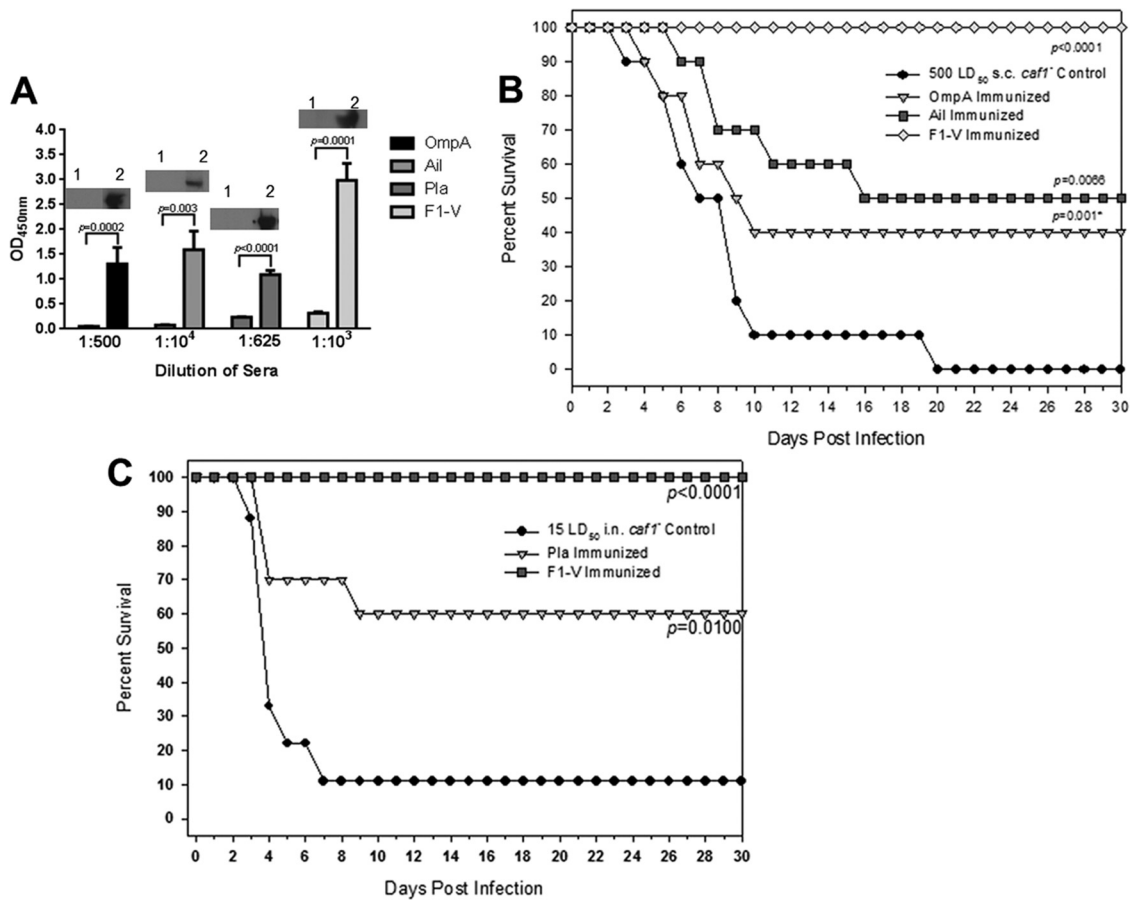 A
1 2
1 2
1 2
1 2
p=0.0002
p=0.003
p<0.0001
p=0.0001
OmpA
Ail
Pla
F1-V
OD450nm
4.0
3.5
3.0
2.5
2.0
1.5
1.0
0.5
0.0
1:500 1:10⁴ 1:625 1:10³
Dilution of Sera
B
Percent Survival
100
90
80
70
60
50
40
30
20
10
0
p<0.0001
500 LD50 s.c. caf1- Control
OmpA Immunized
Ail Immunized
F1-V Immunized
p=0.0066
p=0.001*
0 2 4 6 8 10 12 14 16 18 20 22 24 26 28 30
Days Post Infection
C
Percent Survival
100
90
80
70
60
50
40
30
20
10
0
p<0.0001
15 LD50 i.n. caf1- Control
Pla Immunized
F1-V Immunized
p=0.0100
0 2 4 6 8 10 12 14 16 18 20 22 24 26 28 30
Days Post Infection